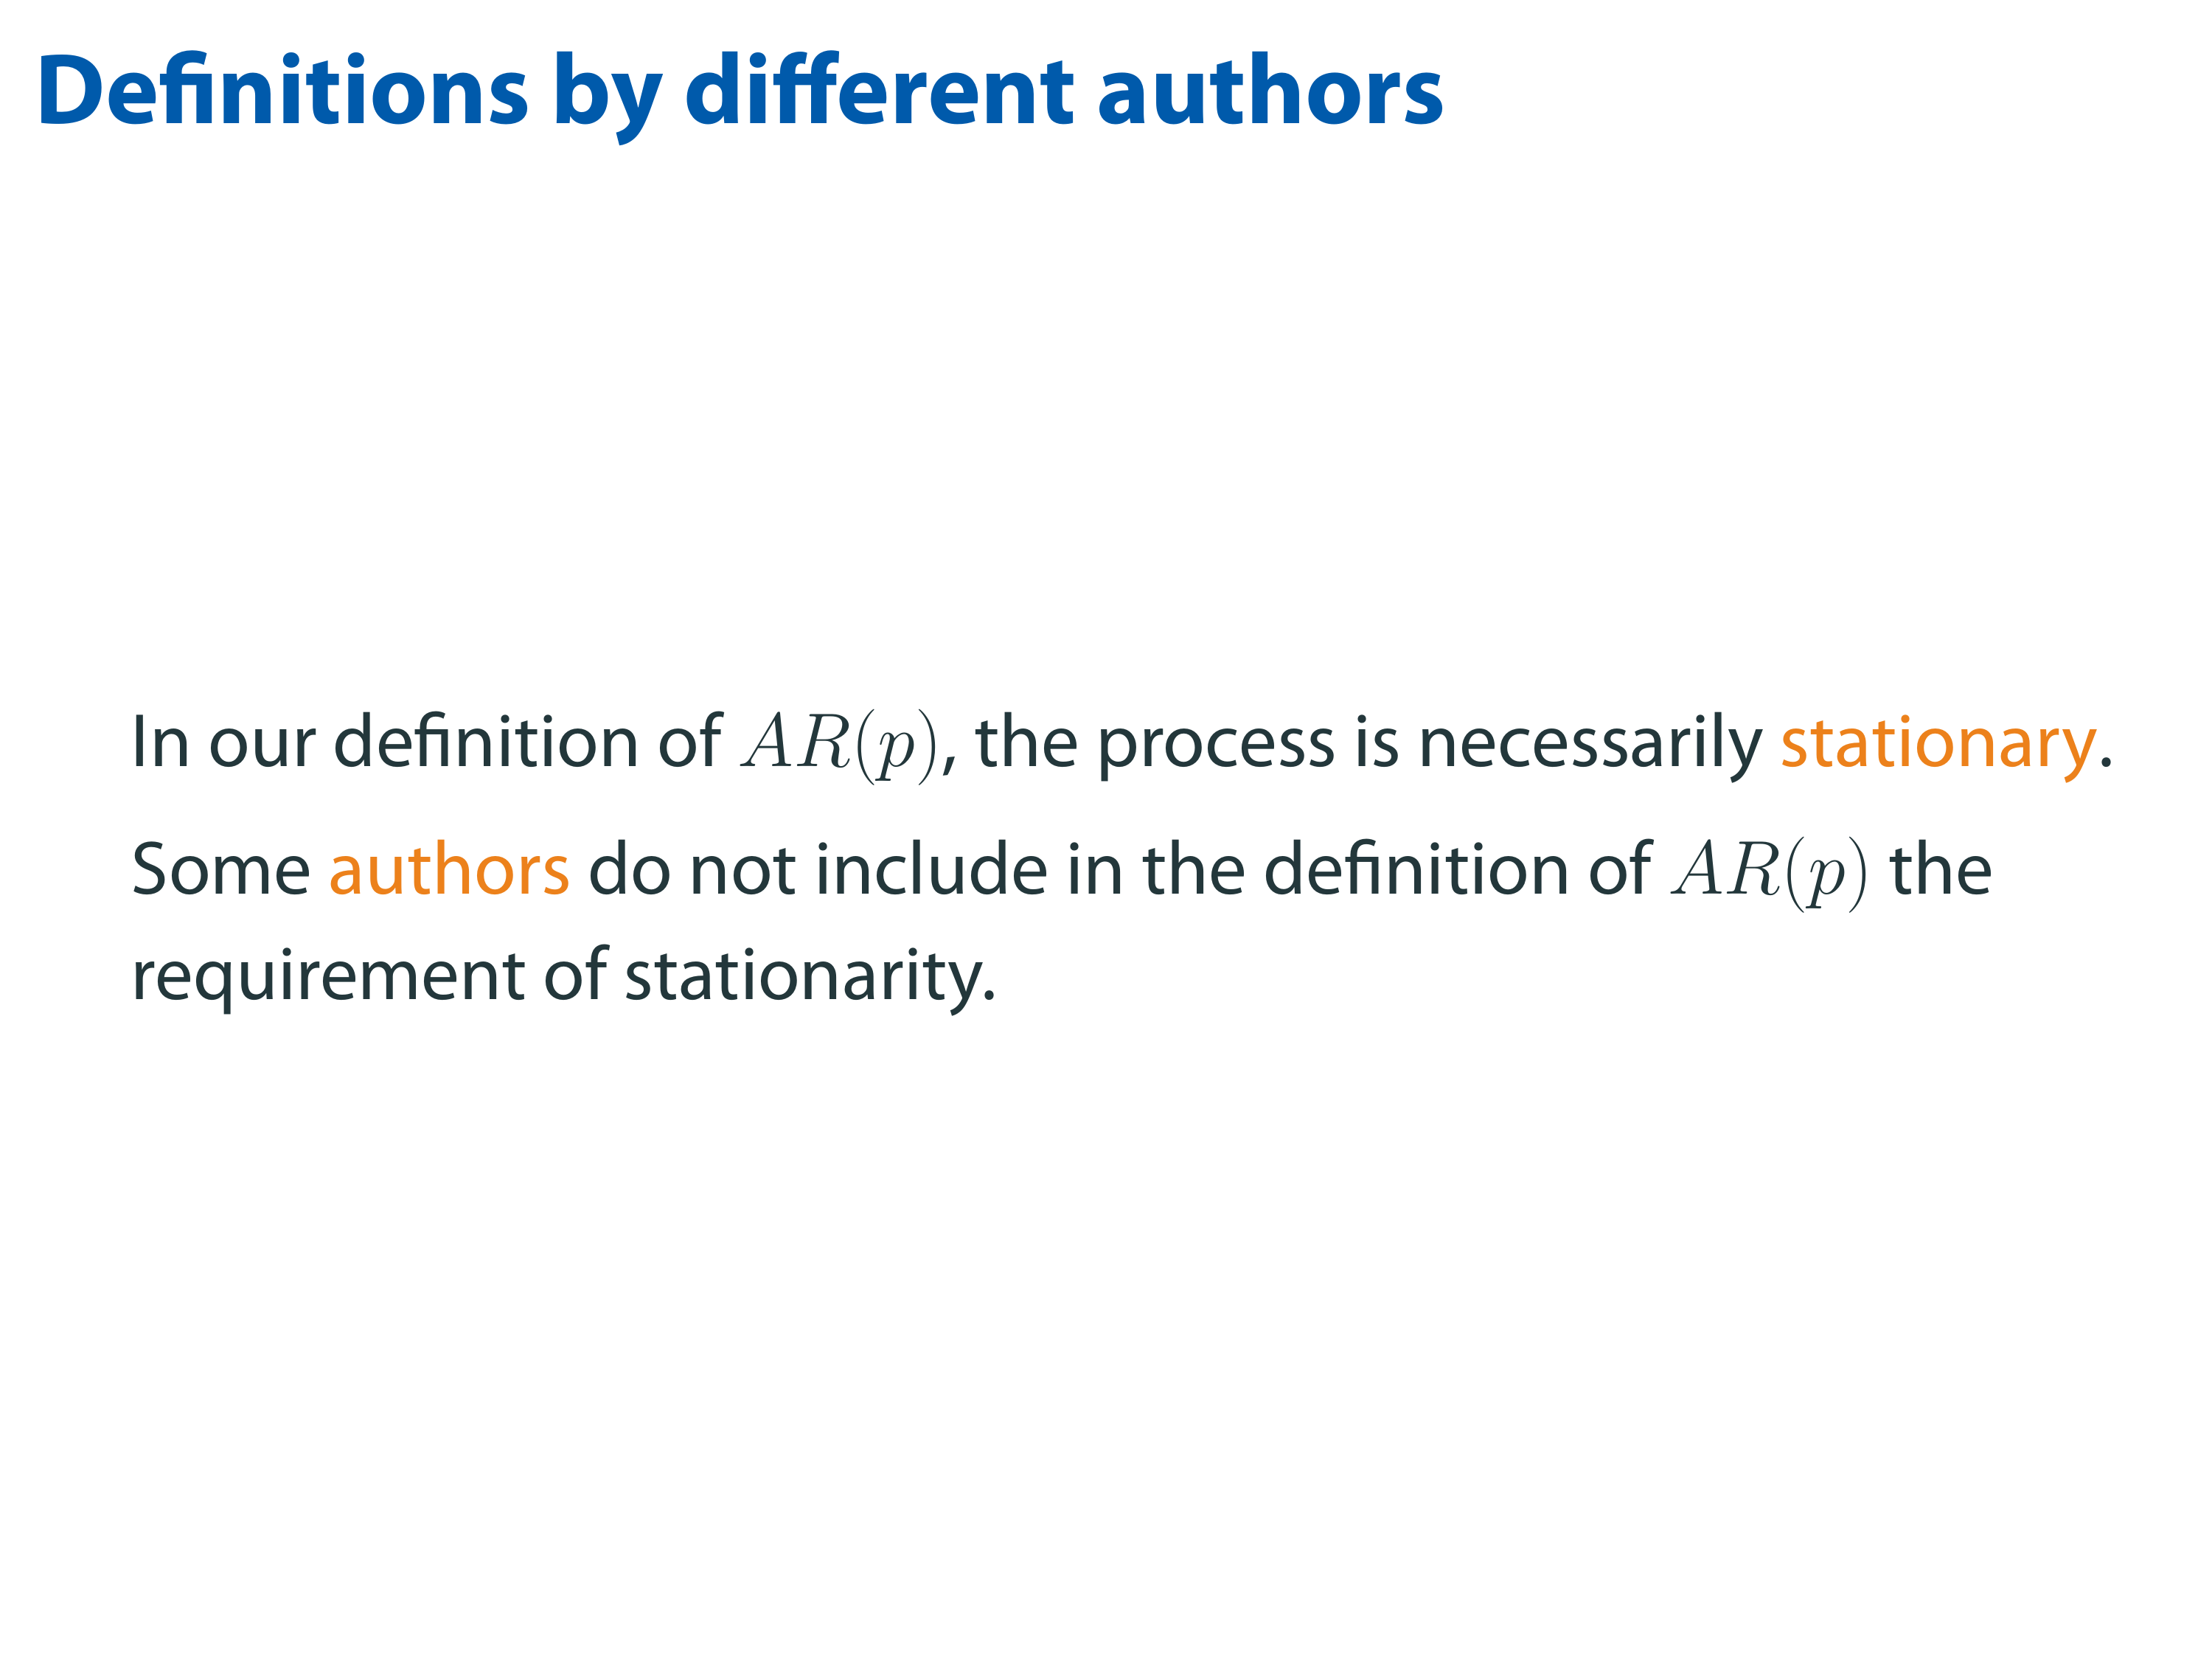 Definitions by different authors
In our definition of AR(p), the process is necessarily stationary.
Some authors do not include in the definition of AR(p) the
requirement of stationarity.